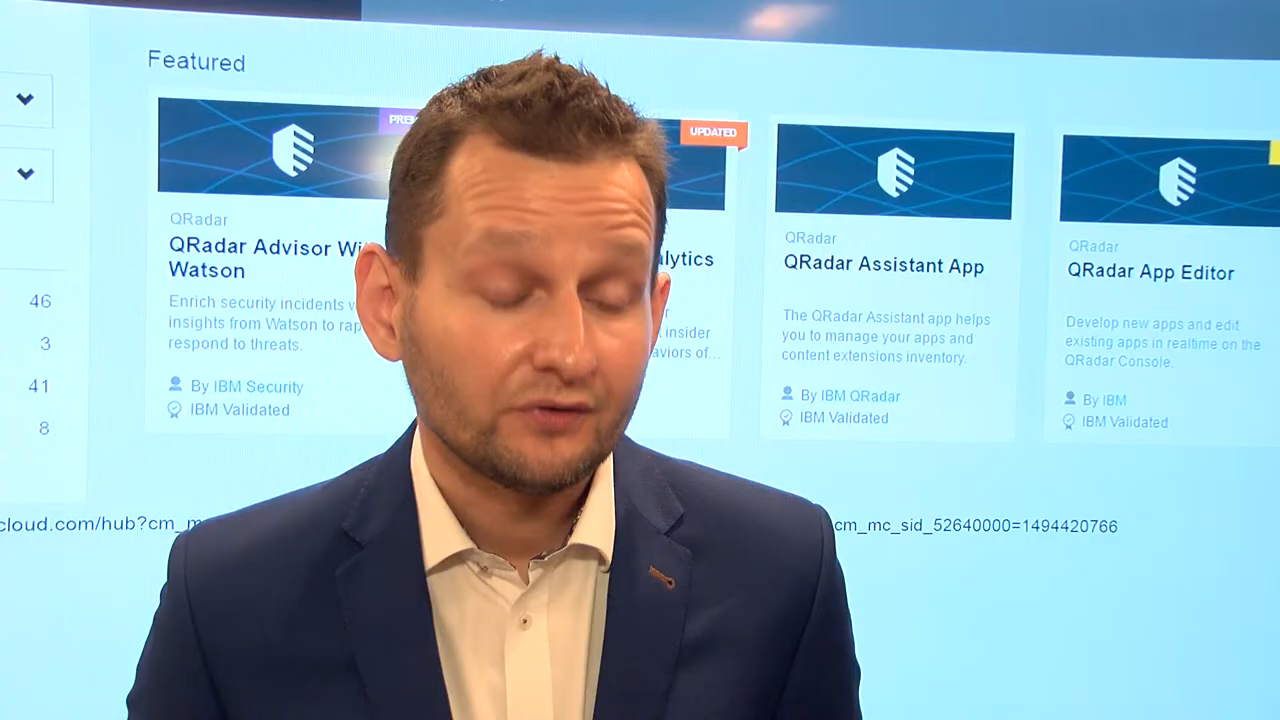 Featured
PRE
UPDATED
QRadar
QRadar Advisor Wi
Watson
Enrich security incidents
insights from Watson to rap
respond to threats.
By IBM Security
IBM Validated
alytics
insider
aviors of...
QRadar
QRadar Assistant App
The QRadar Assistant app helps
you to manage your apps and
content extensions inventory.
By IBM QRadar
IBM Validated
QRadar
QRadar App Editor
Develop new apps and edit
existing apps in realtime on the
QRadar Console.
By IBM
IBM Validated
46
3
41
8
cloud.com/hub?cm_m
cm_mc_sid_52640000=1494420766